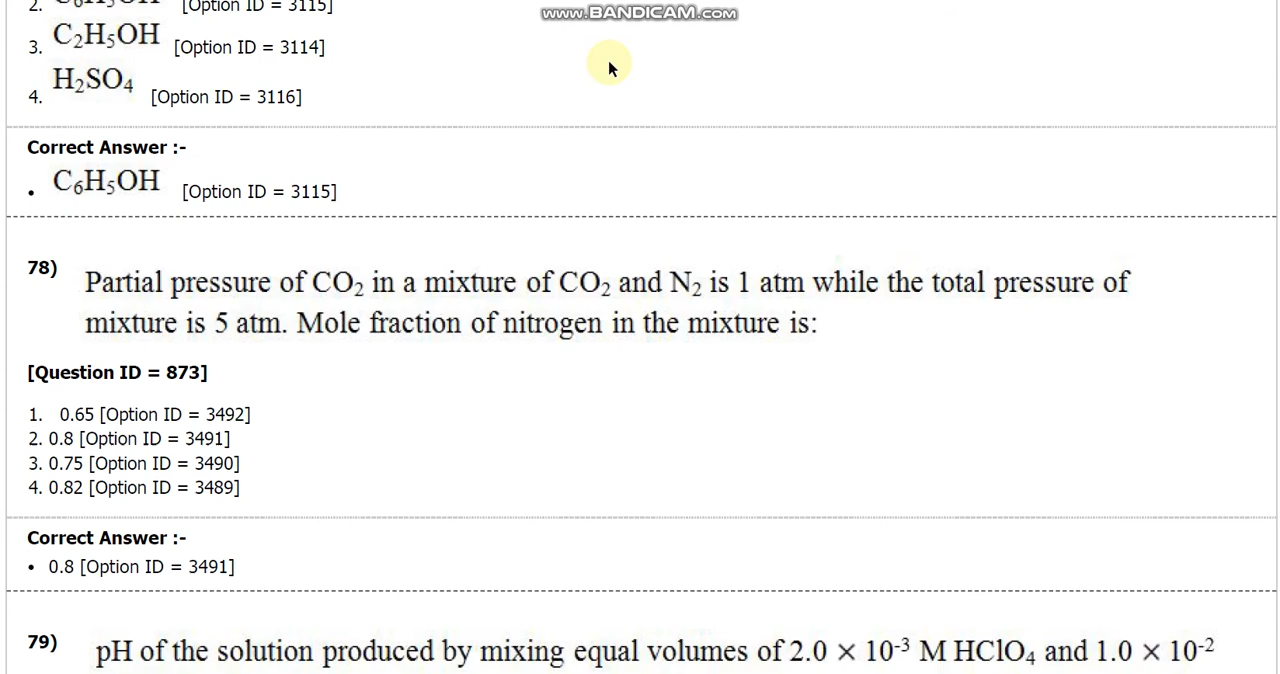 www.BANDICAM.com
2. [Option ID = 3115]
3. C₂H₅OH [Option ID = 3114]
4. H₂SO₄ [Option ID = 3116]
Correct Answer :-
• C₆H₅OH [Option ID = 3115]
78) Partial pressure of CO₂ in a mixture of CO₂ and N₂ is 1 atm while the total pressure of
mixture is 5 atm. Mole fraction of nitrogen in the mixture is:
[Question ID = 873]
1. 0.65 [Option ID = 3492]
2. 0.8 [Option ID = 3491]
3. 0.75 [Option ID = 3490]
4. 0.82 [Option ID = 3489]
Correct Answer :-
• 0.8 [Option ID = 3491]
79) pH of the solution produced by mixing equal volumes of 2.0 × 10⁻³ M HClO₄ and 1.0 × 10⁻²